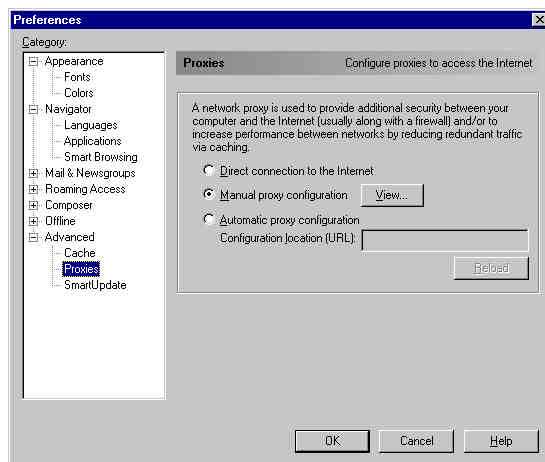 Preferences
Category:
Appearance
Fonts
Colors
Navigator
Languages
Applications
Smart Browsing
Mail & Newsgroups
Roaming Access
Composer
Offline
Advanced
Cache
Proxies
SmartUpdate
Proxies Configure proxies to access the Internet
A network proxy is used to provide additional security between your
computer and the Internet (usually along with a firewall) and/or to
increase performance between networks by reducing redundant traffic
via caching.
Direct connection to the Internet
Manual proxy configuration View...
Automatic proxy configuration
Configuration location (URL):
Reload
OK Cancel Help